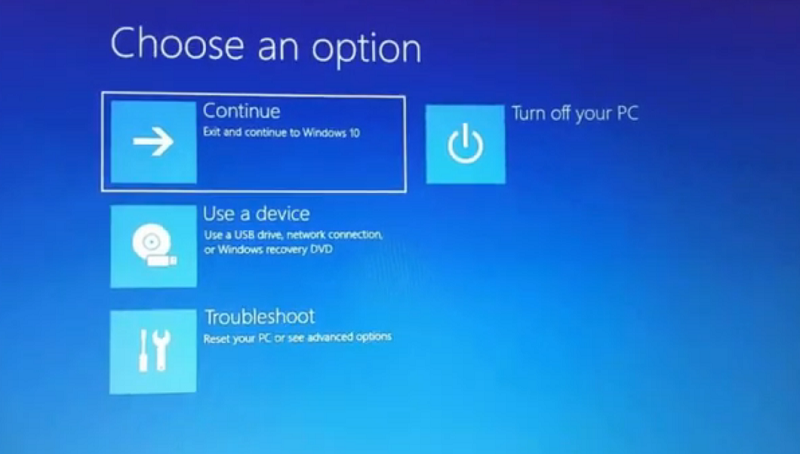 Choose an option
Continue
Exit and continue to Windows 10
Turn off your PC
Use a device
Use a USB drive, network connection,
or Windows recovery DVD
Troubleshoot
Reset your PC or see advanced options